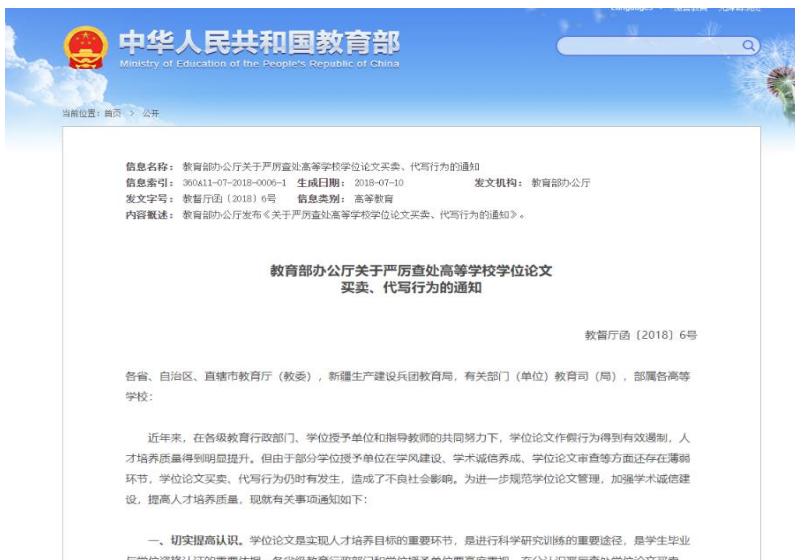 中华人民共和国教育部
Ministry of Education of the People's Republic of China
当前位置：首页 > 公开
信息名称： 教育部办公厅关于严厉查处高等学校学位论文买卖、代写行为的通知
信息索引： 360A11-07-2018-0006-1 生成日期： 2018-07-10 发文机构： 教育部办公厅
发文字号： 教督厅函〔2018〕6号 信息类别： 高等教育
内容概述： 教育部办公厅发布《关于严厉查处高等学校学位论文买卖、代写行为的通知》。
教育部办公厅关于严厉查处高等学校学位论文
买卖、代写行为的通知
教督厅函〔2018〕6号
各省、自治区、直辖市教育厅（教委），新疆生产建设兵团教育局，有关部门（单位）教育司（局），部属各高等
学校：
近年来，在各级教育行政部门、学位授予单位和指导教师的共同努力下，学位论文作假行为得到有效遏制，人
才培养质量得到明显提升。但由于部分学位授予单位在学风建设、学术诚信养成、学位论文审查等方面还存在薄弱
环节，学位论文买卖、代写行为仍时有发生，造成了不良社会影响。为进一步规范学位论文管理，加强学术诚信建
设，提高人才培养质量，现就有关事项通知如下：
一、切实提高认识。学位论文是实现人才培养目标的重要环节，是进行科学研究训练的重要途径，是学生毕业